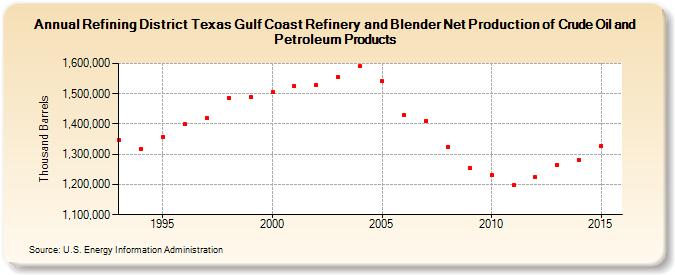 Annual Refining District Texas Gulf Coast Refinery and Blender Net Production of Crude Oil and
Petroleum Products
Thousand Barrels
1,600,000
1,500,000
1,400,000
1,300,000
1,200,000
1,100,000
1995
2000
2005
2010
2015
Source: U.S. Energy Information Administration